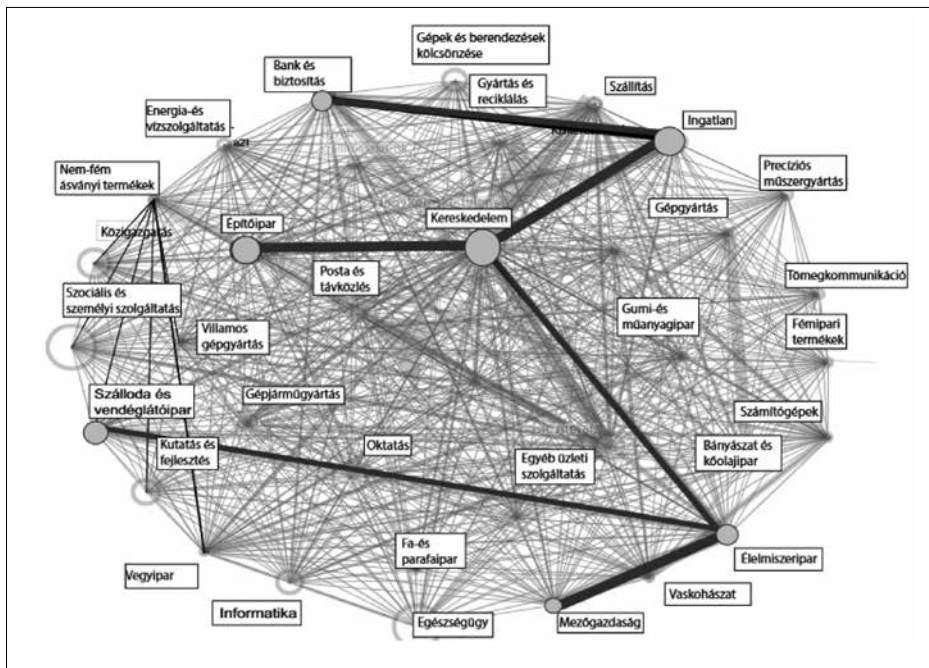 Gépek és berendezések
kölcsönzése
Bank és
biztosítás
Gyártás és
reciklálás
Szállítás
Energia-és
vízszolgáltatás
a21
Ingatlan
Nem-fém
ásványi termékek
Precíziós
műszergyártás
Közigazgatás
Építőipar
Kereskedelem
Gépgyártás
Posta és
távközlés
Tömegkommunikáció
Szociális és
személyi szolgáltatás
Gumi-és
műanyagipar
Villamos
gépgyártás
Fémipari
termékek
Szálloda és
vendéglátóipar
Gépjárműgyártás
Számítógépek
Kutatás és
fejlesztés
Oktatás
Egyéb üzleti
szolgáltatás
Bányászat és
kőolajipar
Fa-és
parafaipar
Élelmiszeripar
Vegyipar
Vaskohászat
Informatika
Egészségügy
Mezőgazdaság